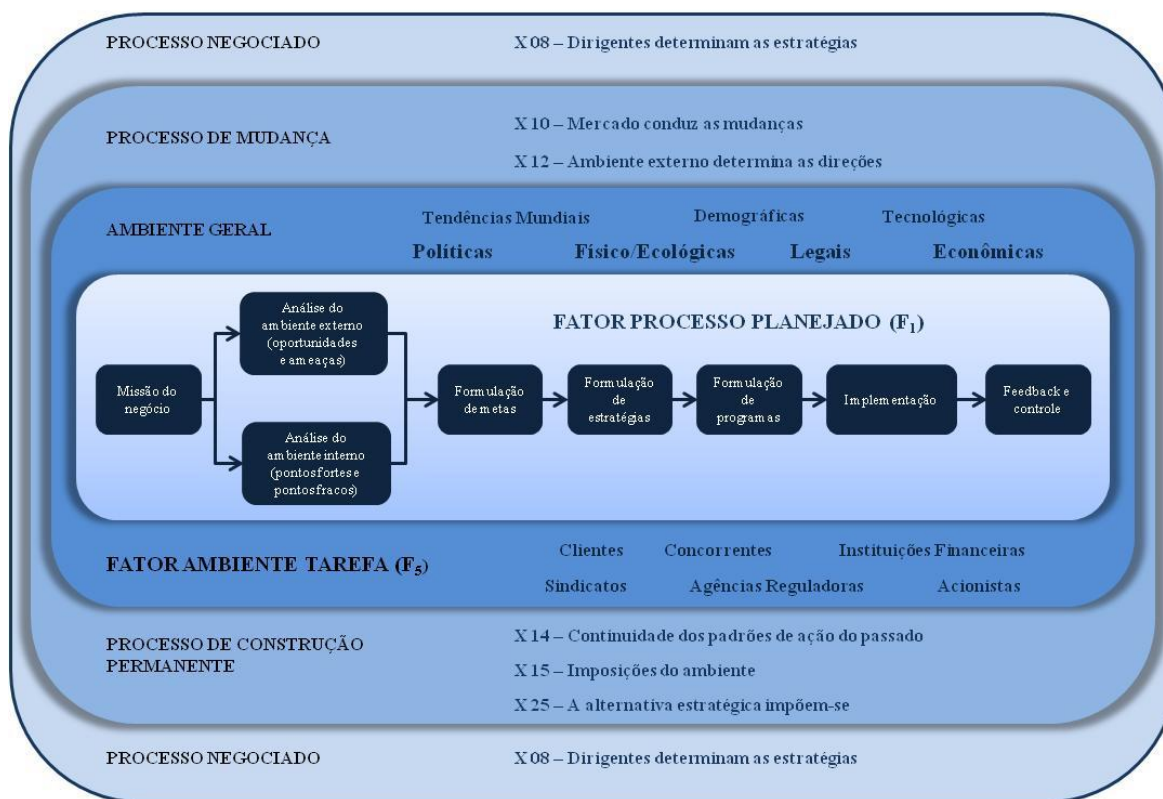 PROCESSO NEGOCIADO
X 08 – Dirigentes determinam as estratégias
PROCESSO DE MUDANÇA
X 10 – Mercado conduz as mudanças
X 12 – Ambiente externo determina as direções
AMBIENTE GERAL
Tendências Mundiais Demográficas Tecnológicas
Políticas Físico/Ecológicas Legais Econômicas
FATOR PROCESSO PLANEJADO (F1)
Missão do
negócio
Análise do
ambiente externo
(oportunidades
e ameaças)
Análise do
ambiente interno
(pontos fortes e
pontos fracos)
Formulação
de metas
Formulação
de
estratégias
Formulação
de
programas
Implementação
Feedback e
controle
FATOR AMBIENTE TAREFA (F5)
Clientes Concorrentes Instituições Financeiras
Sindicatos Agências Reguladoras Acionistas
PROCESSO DE CONSTRUÇÃO
PERMANENTE
X 14 – Continuidade dos padrões de ação do passado
X 15 – Imposições do ambiente
X 25 – A alternativa estratégica impõem-se
PROCESSO NEGOCIADO
X 08 – Dirigentes determinam as estratégias